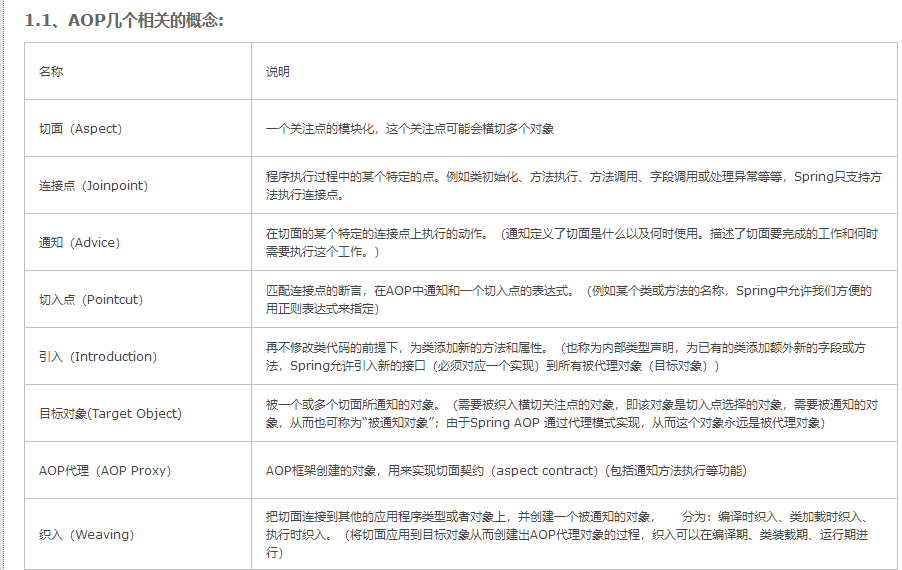 1.1、AOP几个相关的概念:
名称
说明
切面（Aspect）
一个关注点的模块化，这个关注点可能会横切多个对象
连接点（Joinpoint）
程序执行过程中的某个特定的点。例如类初始化、方法执行、方法调用、字段调用或处理异常等等，Spring只支持方
法执行连接点。
通知（Advice）
在切面的某个特定的连接点上执行的动作。（通知定义了切面是什么以及何时使用。描述了切面要完成的工作和何时
需要执行这个工作。）
切入点（Pointcut）
匹配连接点的断言，在AOP中通知和一个切入点的表达式。（例如某个类或方法的名称，Spring中允许我们方便的
用正则表达式来指定）
引入（Introduction）
再不修改类代码的前提下，为类添加新的方法和属性。（也称为内部类型声明，为已有的类添加额外新的字段或方
法，Spring允许引入新的接口（必须对应一个实现）到所有被代理对象（目标对象））
目标对象(Target Object)
被一个或多个切面所通知的对象。（需要被织入横切关注点的对象，即该对象是切入点选择的对象，需要被通知的对
象，从而也可称为“被通知对象”；由于Spring AOP 通过代理模式实现，从而这个对象永远是被代理对象）
AOP代理（AOP Proxy）
AOP框架创建的对象，用来实现切面契约（aspect contract）(包括通知方法执行等功能)
织入（Weaving）
把切面连接到其他的应用程序类型或者对象上，并创建一个被通知的对象， 分为：编译时织入、类加载时织入、
执行时织入。（将切面应用到目标对象从而创建出AOP代理对象的过程，织入可以在编译期、类装载期、运行期进
行）